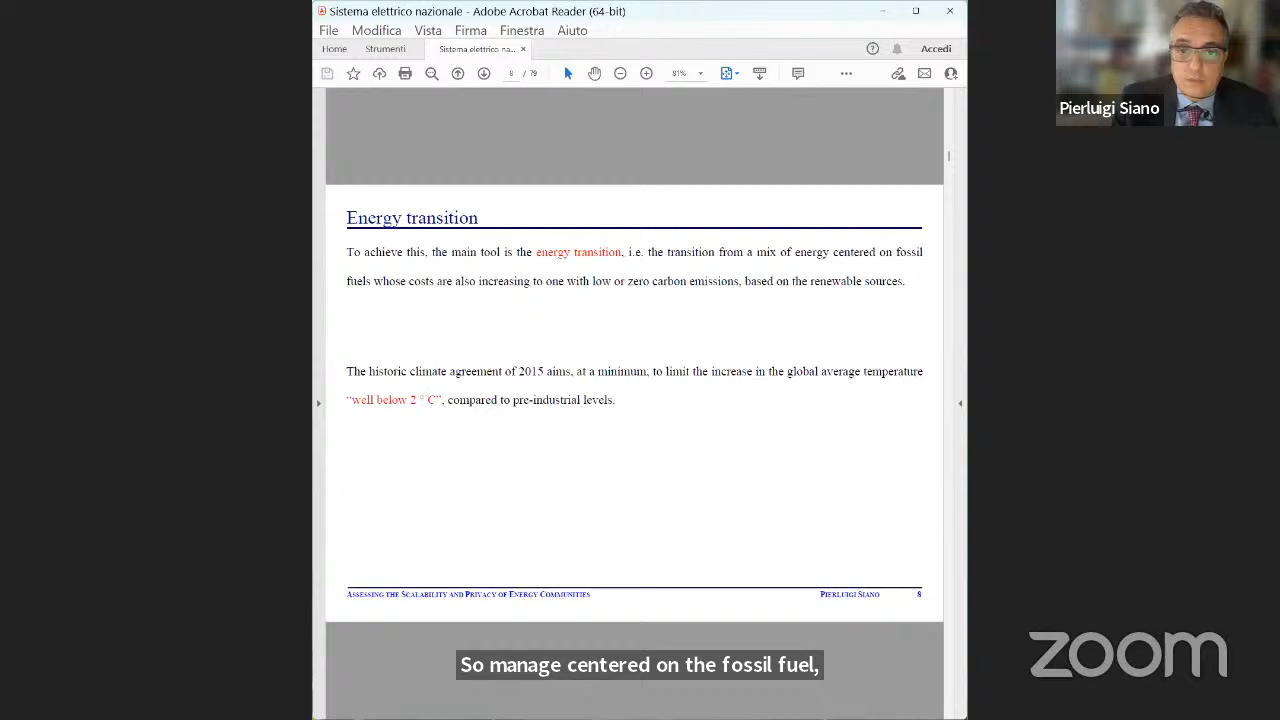 Sistema elettrico nazionale - Adobe Acrobat Reader (64-bit)
File Modifica Vista Firma Finestra Aiuto
Home Strumenti Sistema elettrico na... × Accedi
8 / 79 81%
Pierluigi Siano
Energy transition
To achieve this, the main tool is the energy transition, i.e. the transition from a mix of energy centered on fossil
fuels whose costs are also increasing to one with low or zero carbon emissions, based on the renewable sources.
The historic climate agreement of 2015 aims, at a minimum, to limit the increase in the global average temperature
“well below 2 ° C”, compared to pre-industrial levels.
ASSESSING THE SCALABILITY AND PRIVACY OF ENERGY COMMUNITIES PIERLUIGI SIANO 8
So manage centered on the fossil fuel,
zoom